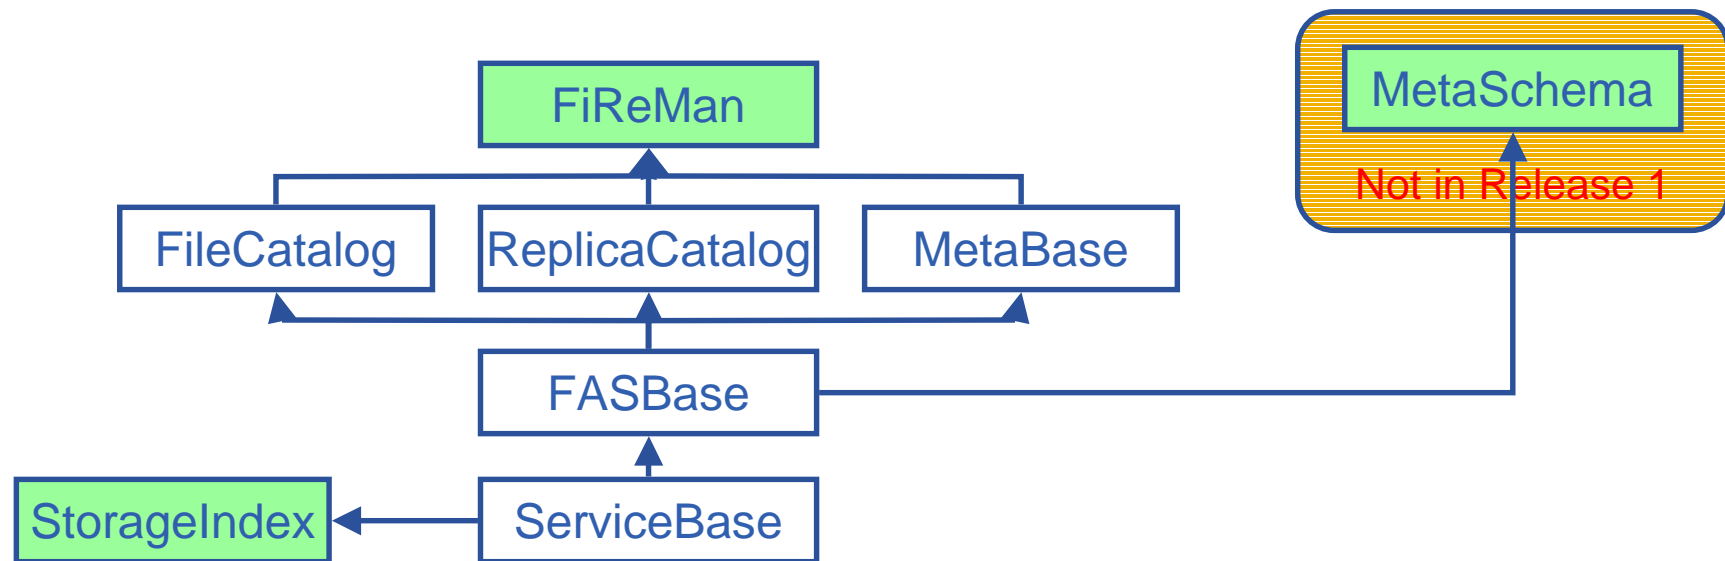 MetaSchema
FiReMan
Not in Release 1
FileCatalog
ReplicaCatalog
MetaBase
FASBase
StorageIndex
ServiceBase